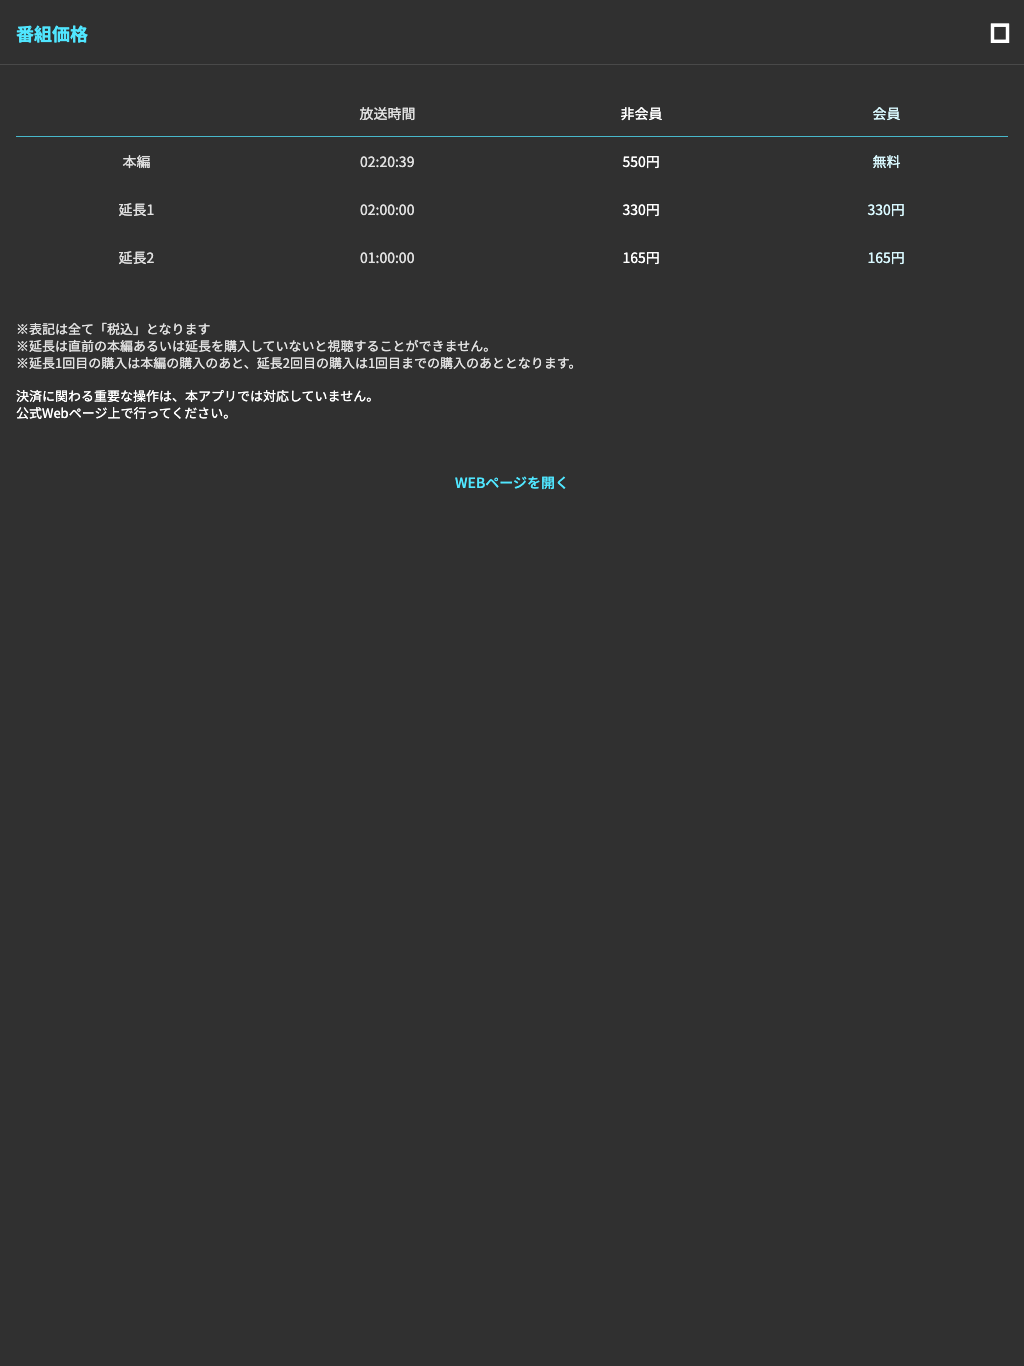 番組価格
放送時間 非会員 会員
本編 02:20:39 550円 無料
延長1 02:00:00 330円 330円
延長2 01:00:00 165円 165円
※表記は全て「税込」となります
※延長は直前の本編あるいは延長を購入していないと視聴することができません。
※延長1回目の購入は本編の購入のあと、延長2回目の購入は1回目までの購入のあととなります。
決済に関わる重要な操作は、本アプリでは対応していません。
公式Webページ上で行ってください。
WEBページを開く